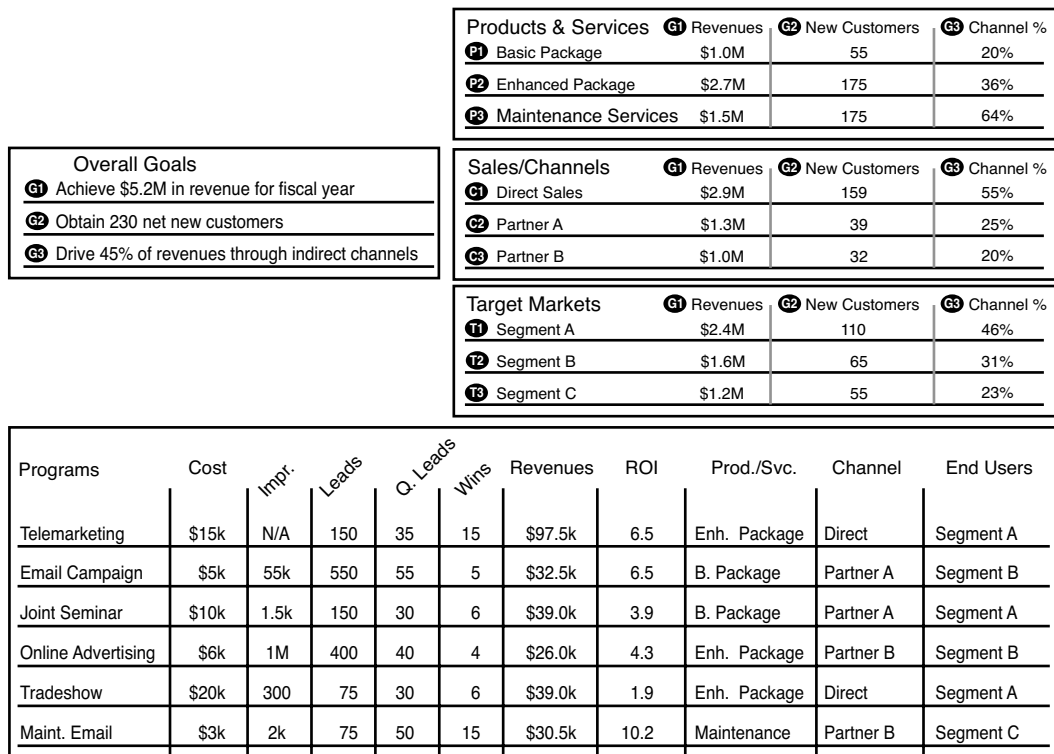 Products & Services G1 Revenues G2 New Customers G3 Channel %
P1 Basic Package $1.0M 55 20%
P2 Enhanced Package $2.7M 175 36%
P3 Maintenance Services $1.5M 175 64%
Overall Goals
G1 Achieve $5.2M in revenue for fiscal year
G2 Obtain 230 net new customers
G3 Drive 45% of revenues through indirect channels
Sales/Channels G1 Revenues G2 New Customers G3 Channel %
C1 Direct Sales $2.9M 159 55%
C2 Partner A $1.3M 39 25%
C3 Partner B $1.0M 32 20%
Target Markets G1 Revenues G2 New Customers G3 Channel %
T1 Segment A $2.4M 110 46%
T2 Segment B $1.6M 65 31%
T3 Segment C $1.2M 55 23%
Programs Cost Impr. Leads Q. Leads Wins Revenues ROI Prod./Svc. Channel End Users
Telemarketing $15k N/A 150 35 15 $97.5k 6.5 Enh. Package Direct Segment A
Email Campaign $5k 55k 550 55 5 $32.5k 6.5 B. Package Partner A Segment B
Joint Seminar $10k 1.5k 150 30 6 $39.0k 3.9 B. Package Partner A Segment A
Online Advertising $6k 1M 400 40 4 $26.0k 4.3 Enh. Package Partner B Segment B
Tradeshow $20k 300 75 30 6 $39.0k 1.9 Enh. Package Direct Segment A
Maint. Email $3k 2k 75 50 15 $30.5k 10.2 Maintenance Partner B Segment C